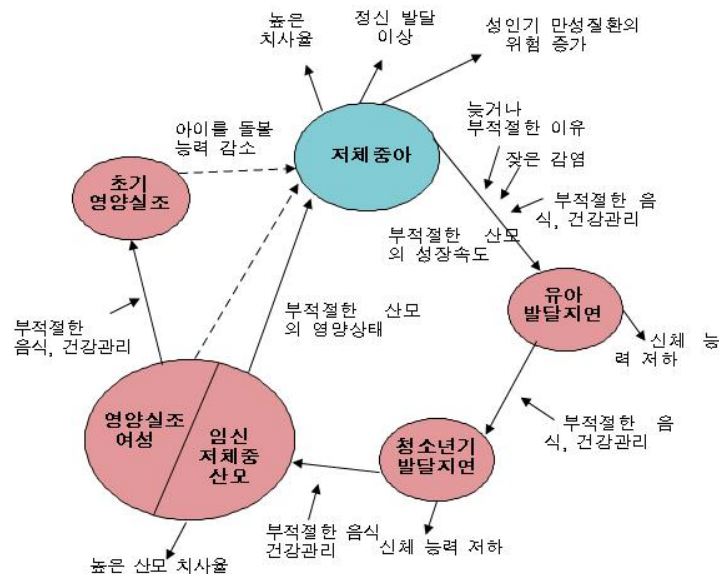 높은
치사율
정신 발달
이상
성인기 만성질환의
위험 증가
아이를 돌볼
능력 감소
저체중아
늦거나
부적절한 이유
잦은 감염
부적절한 음
식, 건강관리
초기
영양실조
부적절한 산모
의 성장속도
유아
발달지연
신체 능
력 저하
부적절한
음식, 건강관리
부적절한 산모
의 영양상태
영양실조
여성
임신
저체중
산모
청소년기
발달지연
부적절한 음
식, 건강관리
부적절한 음식
건강관리
신체 능력 저하
높은 산모 치사율